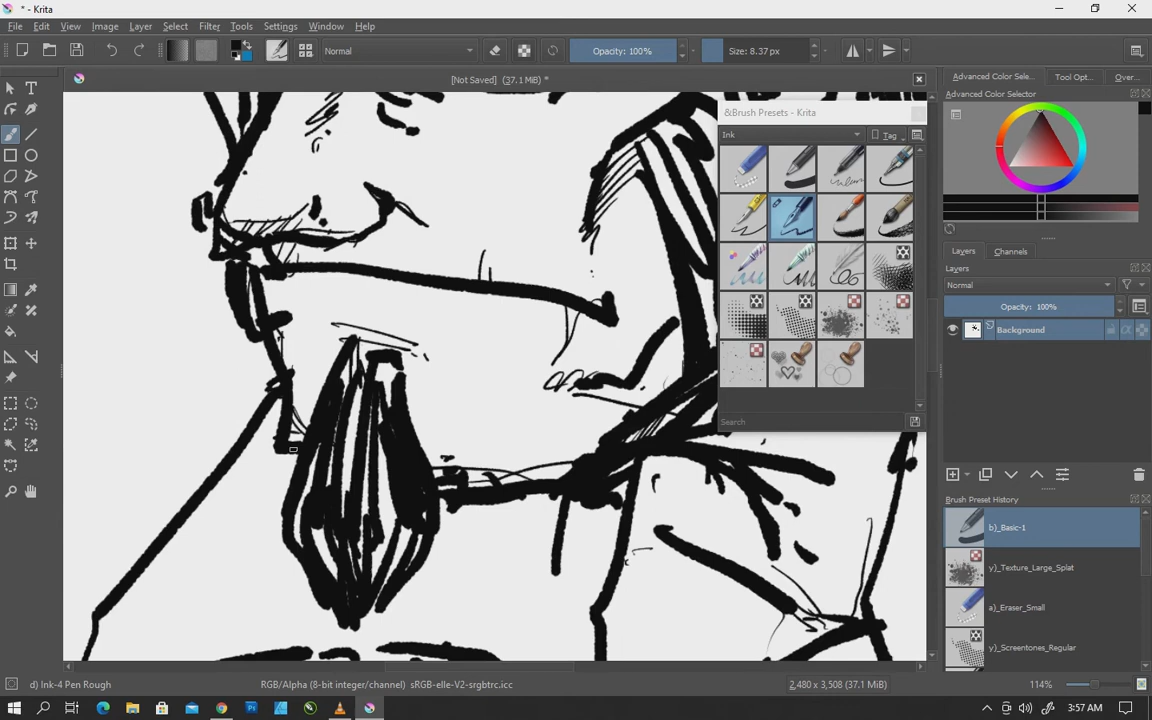 * - Krita
File Edit View Image Layer Select Filter Tools Settings Window Help
Normal Opacity: 100% Size: 8.37 px
[Not Saved] (37.1 MiB) *
Advanced Color Sele... Tool Opt... Over...
Advanced Color Selector
&Brush Presets - Krita
Ink Tag
Search
Layers Channels
Layers
Normal
Opacity: 100%
Background
Brush Preset History
b)_Basic-1
y)_Texture_Large_Splat
a)_Eraser_Small
y)_Screentones_Regular
d) Ink-4 Pen Rough
RGB/Alpha (8-bit integer/channel) sRGB-elle-V2-srgbtrc.icc
2,480 x 3,508 (37.1 MiB)
114%
3:57 AM